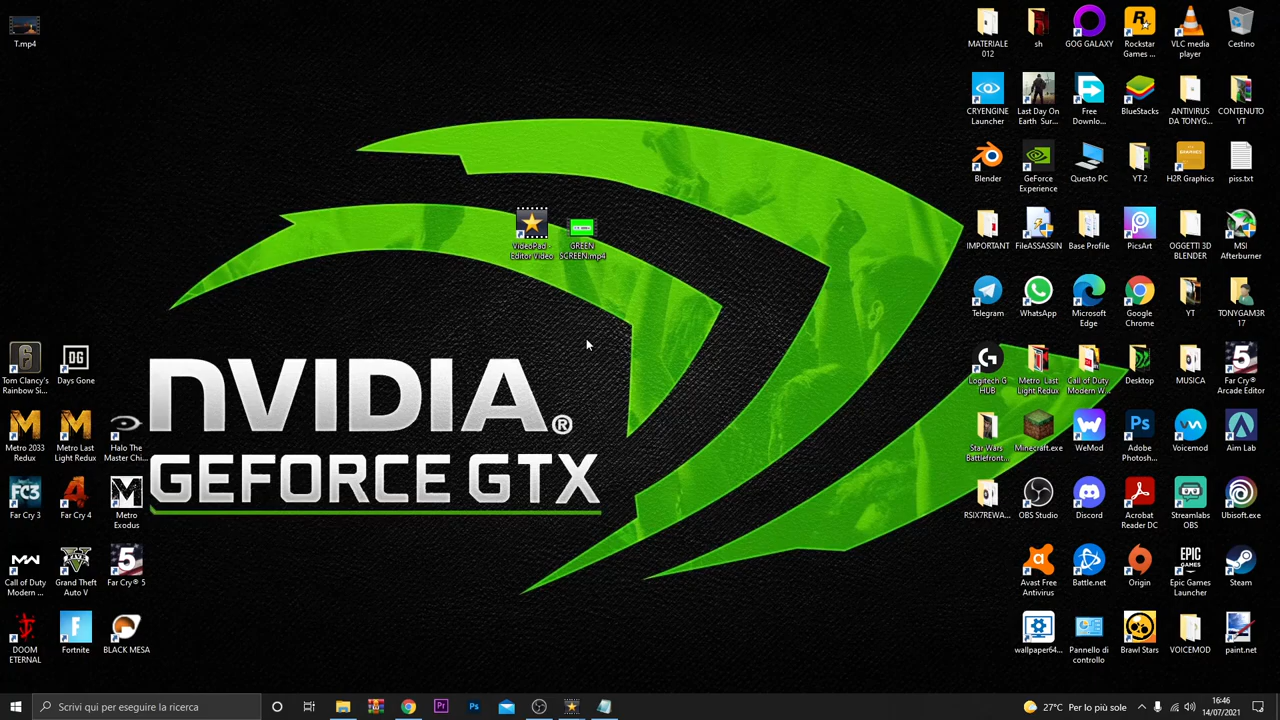 T.mp4
MATERIALE
012
sh
GOG GALAXY
Rockstar
Games ...
VLC media
player
Cestino
CRYENGINE
Launcher
Last Day On
Earth Sur...
Free
Downlo...
BlueStacks
ANTIVIRUS
DA TONYG...
CONTENUTO
YT
Blender
GeForce
Experience
Questo PC
YT 2
H2R Graphics
piss.txt
VideoPad -
Editor Video
GREEN
SCREEN.mp4
IMPORTANT
FileASSASSIN
Base Profile
PicsArt
OGGETTI 3D
BLENDER
MSI
Afterburner
Telegram
WhatsApp
Microsoft
Edge
Google
Chrome
YT
TONYGAM3R
17
Tom Clancy's
Rainbow Si...
Days Gone
Logitech G
HUB
Metro Last
Light Redux
Call of Duty
Modern W...
Desktop
MUSICA
Far Cry®
Arcade Editor
NVIDIA®
GEFORCE GTX
Metro 2033
Redux
Metro Last
Light Redux
Halo The
Master Chi...
Star Wars
Battlefront...
Minecraft.exe
WeMod
Adobe
Photosh...
Voicemod
Aim Lab
Far Cry 3
Far Cry 4
Metro
Exodus
RSIX7REWA...
OBS Studio
Discord
Acrobat
Reader DC
Streamlabs
OBS
Ubisoft.exe
Call of Duty
Modern ...
Grand Theft
Auto V
Far Cry® 5
Avast Free
Antivirus
Battle.net
Origin
Epic Games
Launcher
Steam
DOOM
ETERNAL
Fortnite
BLACK MESA
wallpaper64...
Pannello di
controllo
Brawl Stars
VOICEMOD
paint.net
Scrivi qui per eseguire la ricerca
27°C Per lo più sole
16:46
14/07/2021